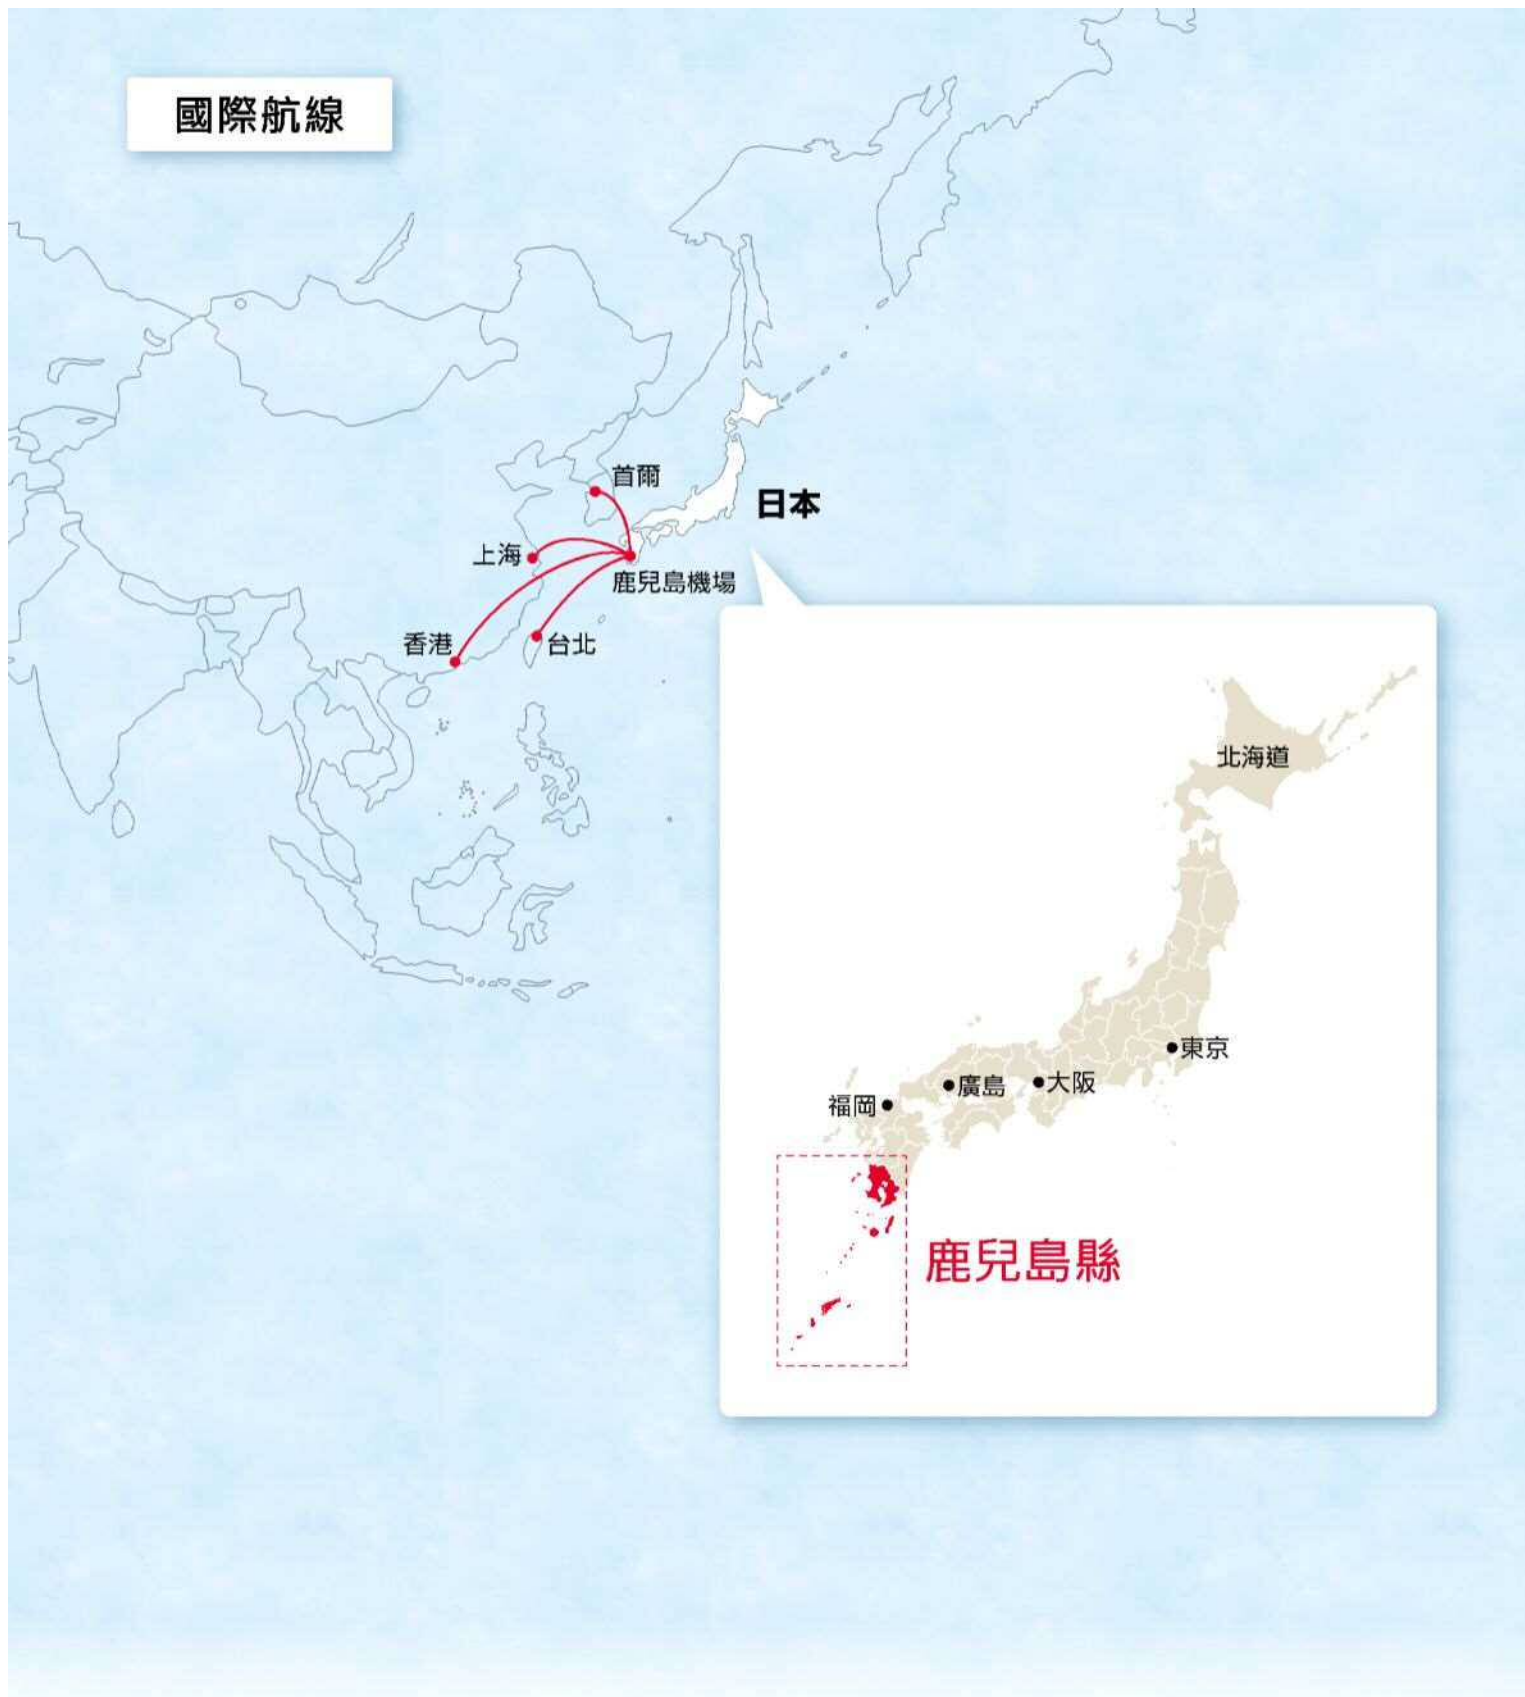 國際航線
首爾
日本
上海
鹿兒島機場
香港
台北
北海道
東京
廣島
大阪
福岡
鹿兒島縣